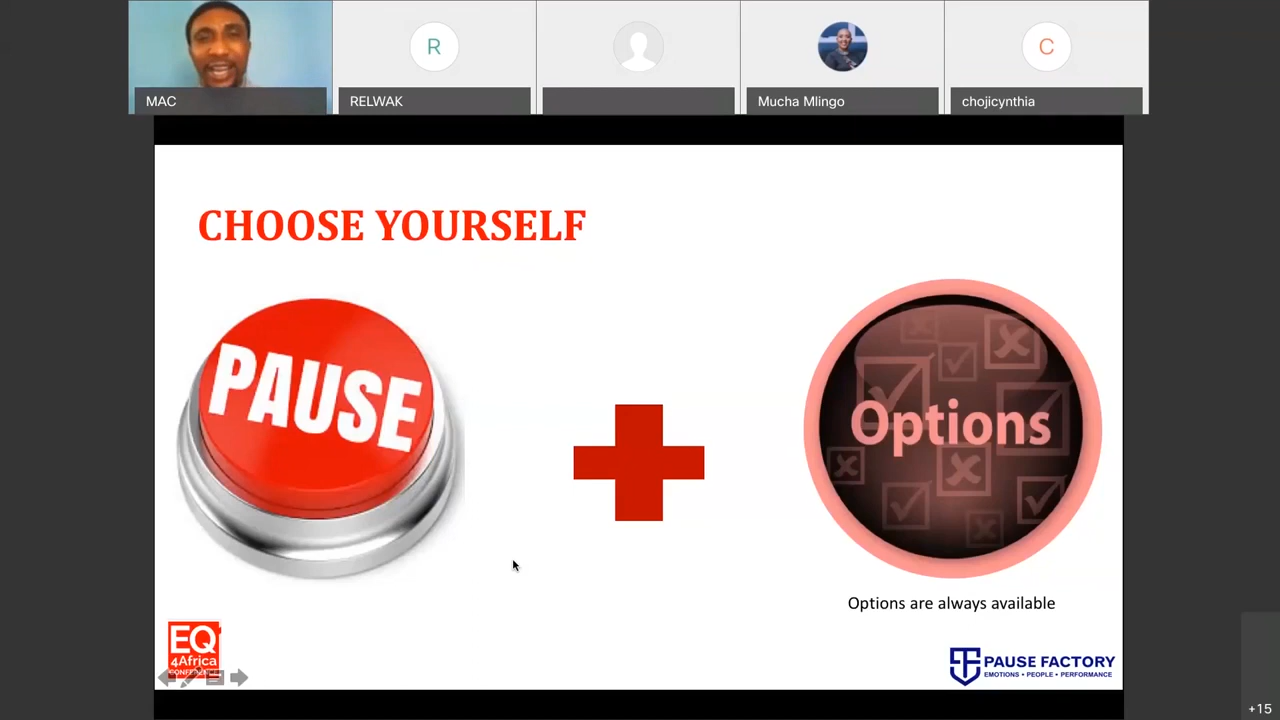 R
C
MAC
RELWAK
Mucha Mlingo
chojicynthia
CHOOSE YOURSELF
PAUSE
Options
Options are always available
EQ
4Africa
CONFERENCE
PAUSE FACTORY
EMOTIONS • PEOPLE • PERFORMANCE
+15